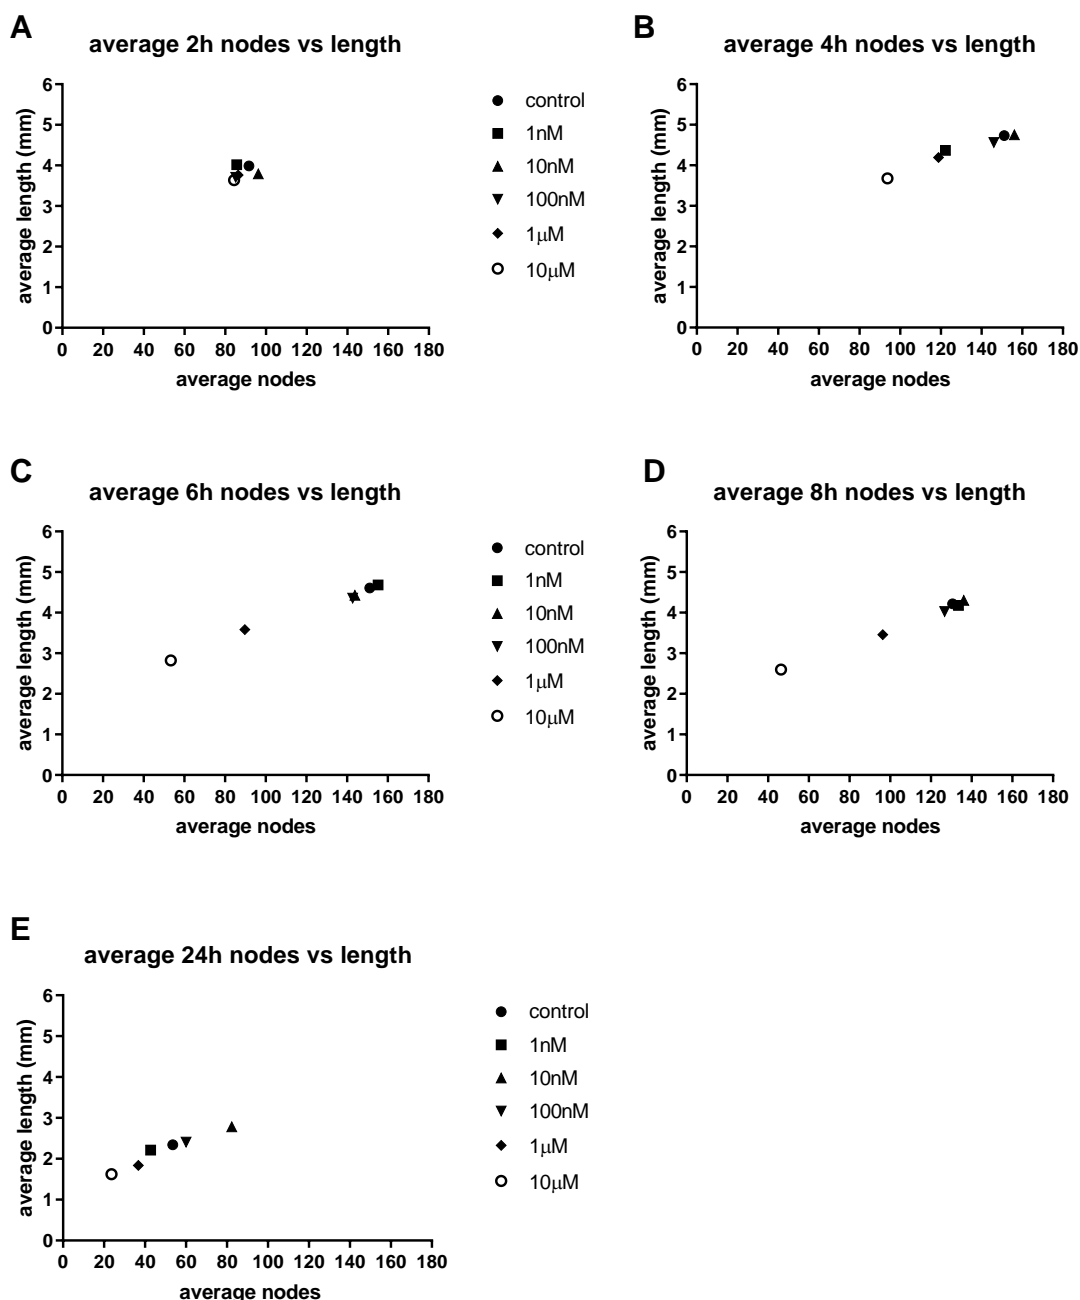 A
average 2h nodes vs length
average length (mm)
6
5
4
3
2
1
0
0 20 40 60 80 100 120 140 160 180
average nodes
control
1nM
10nM
100nM
1μM
10μM
B
average 4h nodes vs length
average length (mm)
6
5
4
3
2
1
0
0 20 40 60 80 100 120 140 160 180
average nodes
C
average 6h nodes vs length
average length (mm)
6
5
4
3
2
1
0
0 20 40 60 80 100 120 140 160 180
average nodes
control
1nM
10nM
100nM
1μM
10μM
D
average 8h nodes vs length
average length (mm)
6
5
4
3
2
1
0
0 20 40 60 80 100 120 140 160 180
average nodes
E
average 24h nodes vs length
average length (mm)
6
5
4
3
2
1
0
0 20 40 60 80 100 120 140 160 180
average nodes
control
1nM
10nM
100nM
1μM
10μM